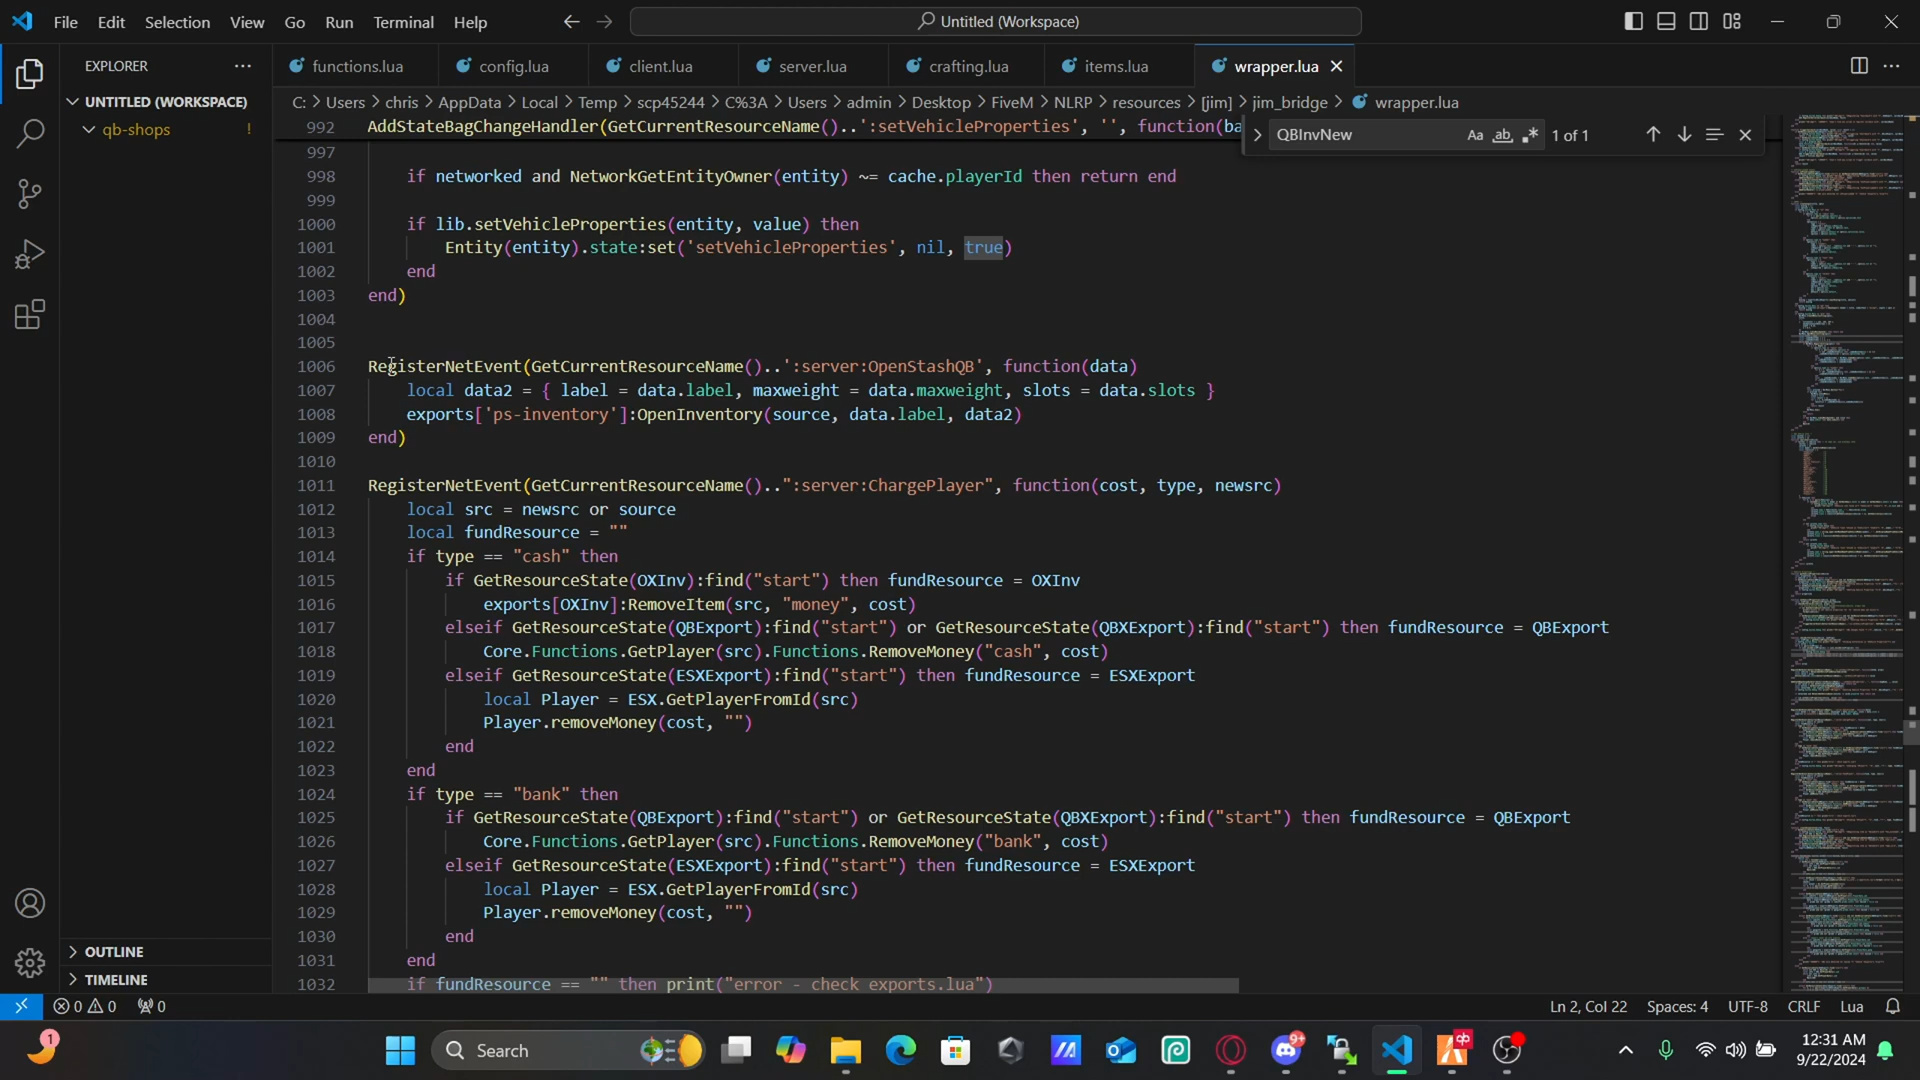 File Edit Selection View Go Run Terminal Help
Untitled (Workspace)
EXPLORER
functions.lua config.lua client.lua server.lua crafting.lua items.lua wrapper.lua
UNTITLED (WORKSPACE)
C: > Users > chris > AppData > Local > Temp > scp45244 > C%3A > Users > admin > Desktop > FiveM > NLRP > resources > [jim] > jim_bridge > wrapper.lua
qb-shops !
992 AddStateBagChangeHandler(GetCurrentResourceName()..':setVehicleProperties', '', function(ba
QBInvNew Aa ab .* 1 of 1
997
998 if networked and NetworkGetEntityOwner(entity) ~= cache.playerId then return end
999
1000 if lib.setVehicleProperties(entity, value) then
1001 Entity(entity).state:set('setVehicleProperties', nil, true)
1002 end
1003 end)
1004
1005
1006 RegisterNetEvent(GetCurrentResourceName()..':server:OpenStashQB', function(data)
1007 local data2 = { label = data.label, maxweight = data.maxweight, slots = data.slots }
1008 exports['ps-inventory']:OpenInventory(source, data.label, data2)
1009 end)
1010
1011 RegisterNetEvent(GetCurrentResourceName()..":server:ChargePlayer", function(cost, type, newsrc)
1012 local src = newsrc or source
1013 local fundResource = ""
1014 if type == "cash" then
1015 if GetResourceState(OXInv):find("start") then fundResource = OXInv
1016 exports[OXInv]:RemoveItem(src, "money", cost)
1017 elseif GetResourceState(QBExport):find("start") or GetResourceState(QBXExport):find("start") then fundResource = QBExport
1018 Core.Functions.GetPlayer(src).Functions.RemoveMoney("cash", cost)
1019 elseif GetResourceState(ESXExport):find("start") then fundResource = ESXExport
1020 local Player = ESX.GetPlayerFromId(src)
1021 Player.removeMoney(cost, "")
1022 end
1023 end
1024 if type == "bank" then
1025 if GetResourceState(QBExport):find("start") or GetResourceState(QBXExport):find("start") then fundResource = QBExport
1026 Core.Functions.GetPlayer(src).Functions.RemoveMoney("bank", cost)
1027 elseif GetResourceState(ESXExport):find("start") then fundResource = ESXExport
1028 local Player = ESX.GetPlayerFromId(src)
1029 Player.removeMoney(cost, "")
1030 end
1031 end
1032 if fundResource == "" then print("error - check exports.lua")
OUTLINE
TIMELINE
0 0 0
Ln 2, Col 22 Spaces: 4 UTF-8 CRLF Lua
1
Search
9+
qb
12:31 AM
9/22/2024